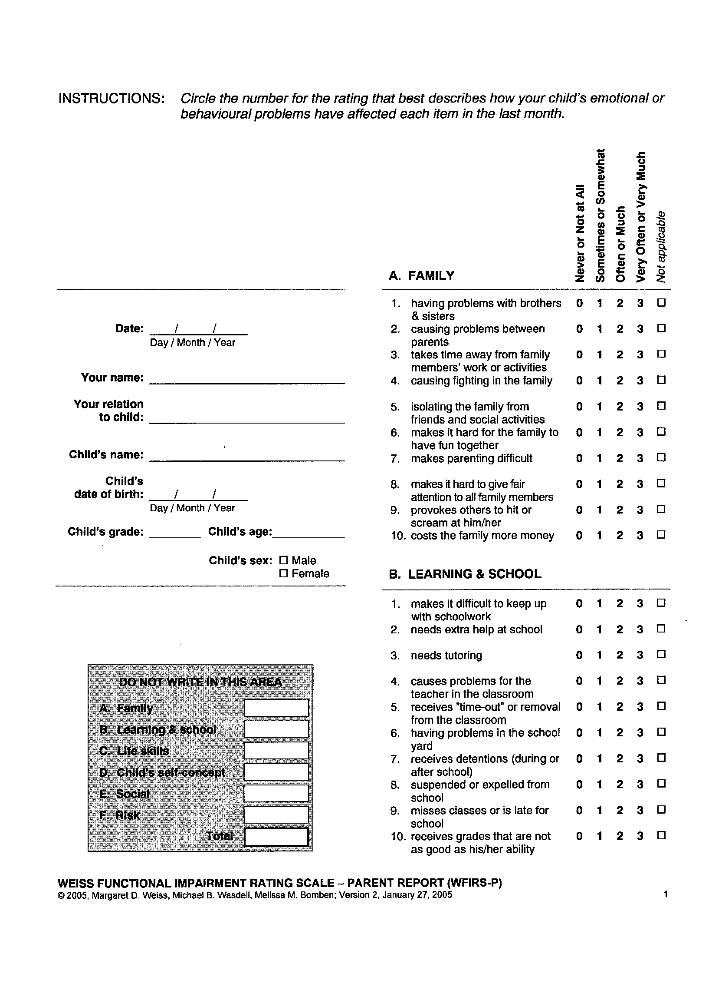 INSTRUCTIONS: Circle the number for the rating that best describes how your child's emotional or
behavioural problems have affected each item in the last month.
Date: / /
Day / Month / Year
Your name:
Your relation
to child:
Child's name:
Child's
date of birth: / /
Day / Month / Year
Child's grade: Child's age:
Child's sex: □ Male
□ Female
DO NOT WRITE IN THIS AREA
A. Family
B. Learning & school
C. Life skills
D. Child's self-concept
E. Social
F. Risk
Total
Never or Not at All
Sometimes or Somewhat
Often or Much
Very Often or Very Much
Not applicable
A. FAMILY
1. having problems with brothers 0 1 2 3 □
& sisters
2. causing problems between 0 1 2 3 □
parents
3. takes time away from family 0 1 2 3 □
members' work or activities
4. causing fighting in the family 0 1 2 3 □
5. isolating the family from 0 1 2 3 □
friends and social activities
6. makes it hard for the family to 0 1 2 3 □
have fun together
7. makes parenting difficult 0 1 2 3 □
8. makes it hard to give fair 0 1 2 3 □
attention to all family members
9. provokes others to hit or 0 1 2 3 □
scream at him/her
10. costs the family more money 0 1 2 3 □
B. LEARNING & SCHOOL
1. makes it difficult to keep up 0 1 2 3 □
with schoolwork
2. needs extra help at school 0 1 2 3 □
3. needs tutoring 0 1 2 3 □
4. causes problems for the 0 1 2 3 □
teacher in the classroom
5. receives "time-out" or removal 0 1 2 3 □
from the classroom
6. having problems in the school 0 1 2 3 □
yard
7. receives detentions (during or 0 1 2 3 □
after school)
8. suspended or expelled from 0 1 2 3 □
school
9. misses classes or is late for 0 1 2 3 □
school
10. receives grades that are not 0 1 2 3 □
as good as his/her ability
WEISS FUNCTIONAL IMPAIRMENT RATING SCALE – PARENT REPORT (WFIRS-P)
© 2005, Margaret D. Weiss, Michael B. Wasdell, Melissa M. Bomben; Version 2, January 27, 2005
1